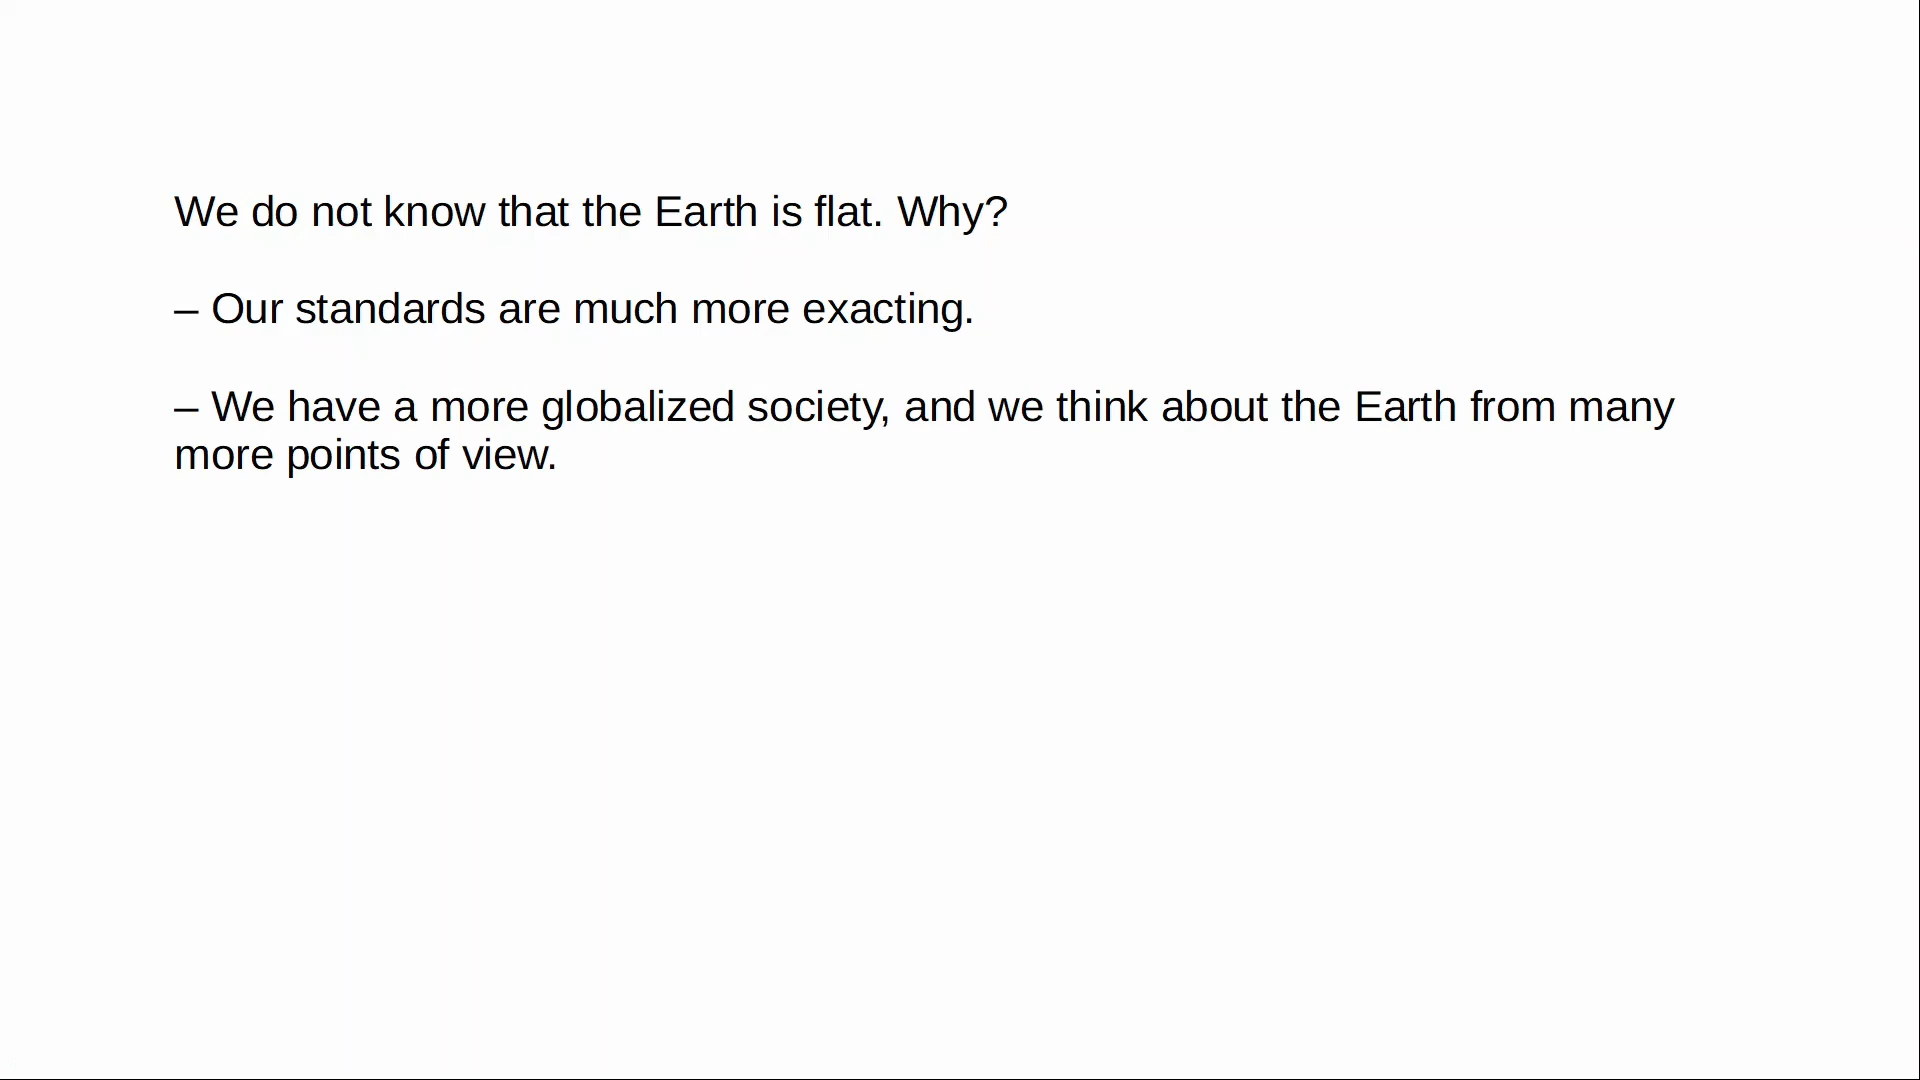 We do not know that the Earth is flat. Why?
– Our standards are much more exacting.
– We have a more globalized society, and we think about the Earth from many
more points of view.